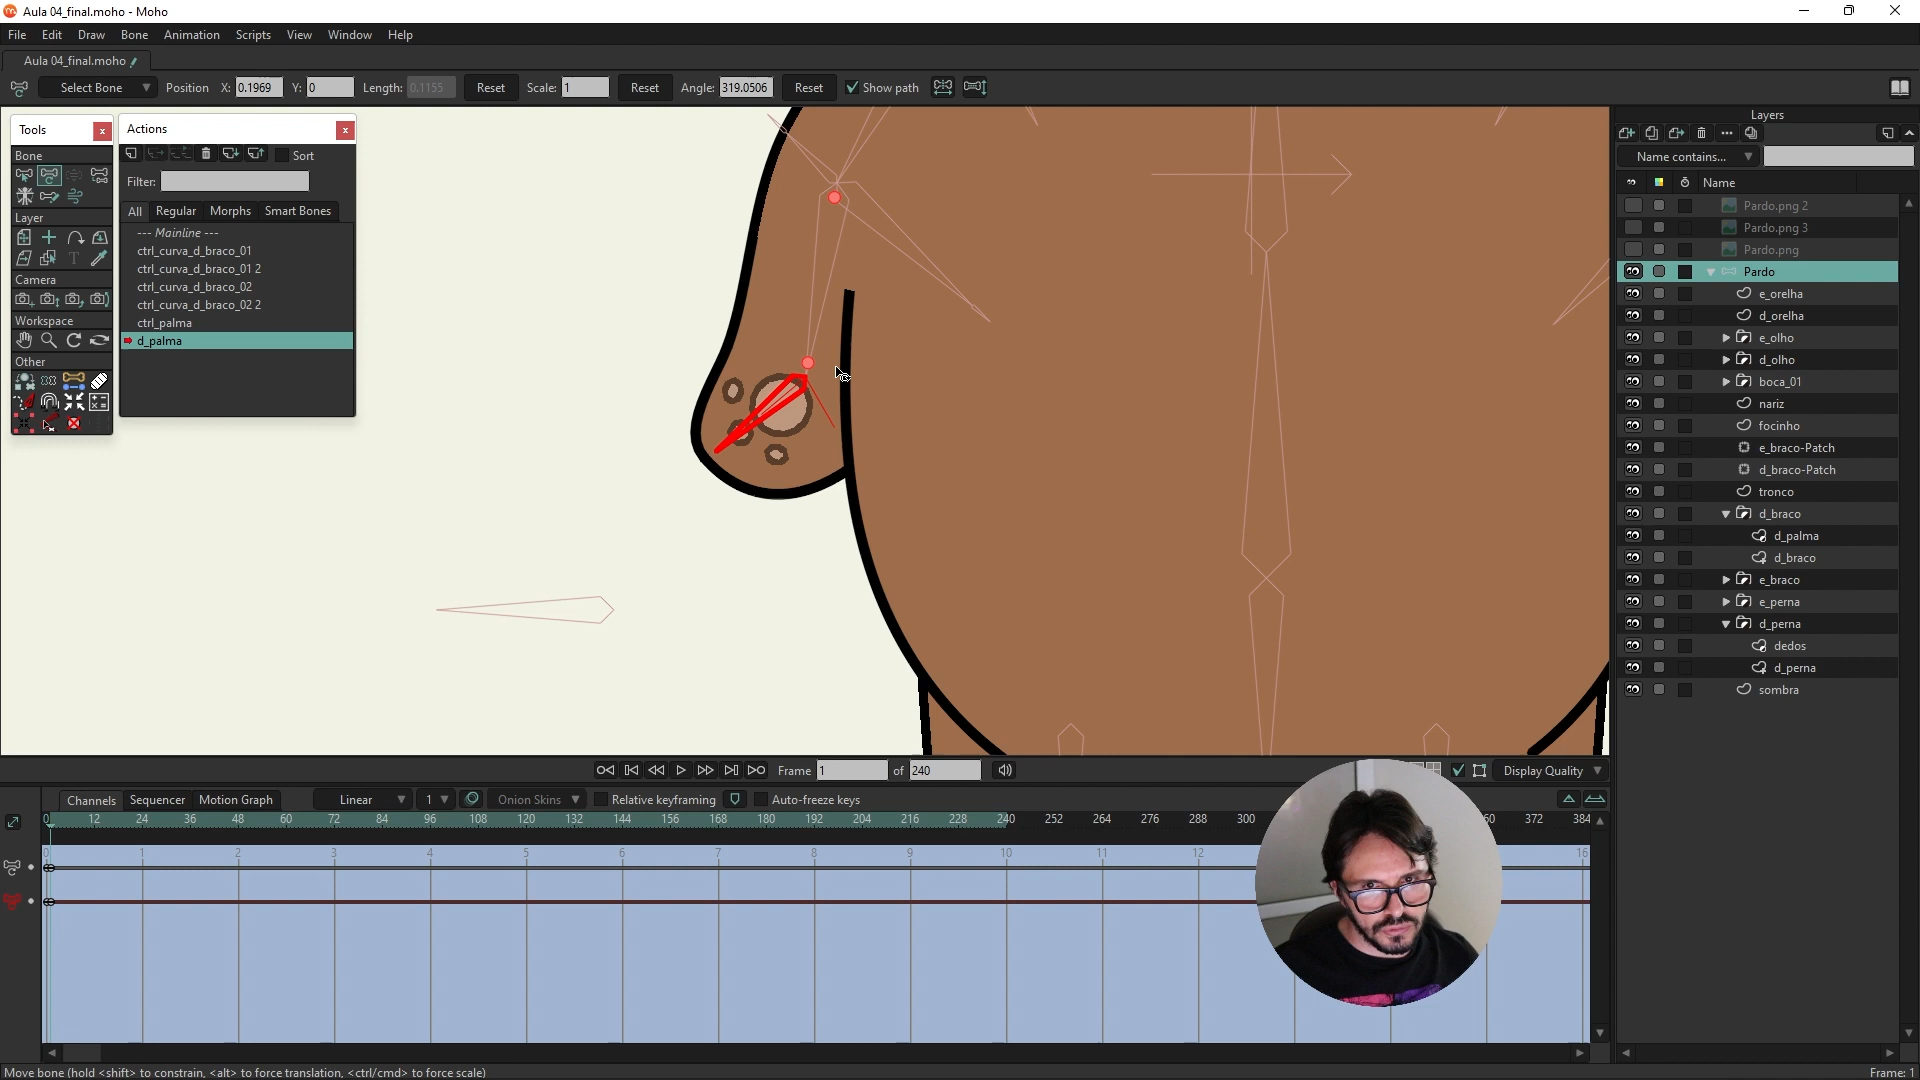 Aula 04_final.moho - Moho
File Edit Draw Bone Animation Scripts View Window Help
Aula 04_final.moho
Select Bone Position X: 0.1969 Y: 0 Length: 0.1155 Reset Scale: 1 Reset Angle: 319.0506 Reset Show path
Tools
Bone
Layer
Camera
Workspace
Other
Actions
Sort
Filter:
All Regular Morphs Smart Bones
--- Mainline ---
ctrl_curva_d_braco_01
ctrl_curva_d_braco_01 2
ctrl_curva_d_braco_02
ctrl_curva_d_braco_02 2
ctrl_palma
d_palma
Layers
Name contains...
Name
Pardo.png 2
Pardo.png 3
Pardo.png
Pardo
e_orelha
d_orelha
e_olho
d_olho
boca_01
nariz
focinho
e_braco-Patch
d_braco-Patch
tronco
d_braco
d_palma
d_braco
e_braco
e_perna
d_perna
dedos
d_perna
sombra
Frame 1 of 240
Display Quality
Channels Sequencer Motion Graph Linear 1 Onion Skins Relative keyframing Auto-freeze keys
0 12 24 36 48 60 72 84 96 108 120 132 144 156 168 180 192 204 216 228 240 252 264 276 288 300 60 372 384
0 1 2 3 4 5 6 7 8 9 10 11 12 16
Move bone (hold <shift> to constrain, <alt> to force translation, <ctrl/cmd> to force scale)
Frame: 1